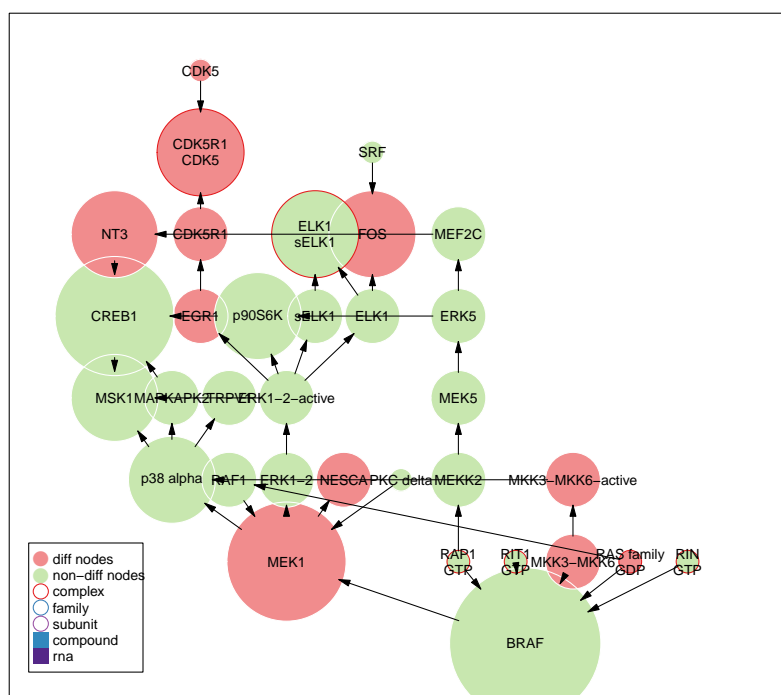 CDK5
CDK5R1
CDK5
SRF
NT3
CDK5R1
ELK1
sELK1
FOS
MEF2C
CREB1
EGR1
p90S6K
sELK1
ELK1
ERK5
MSK1
MAPKAPK2
TRPV1
ERK1−2−active
MEK5
p38 alpha
RAF1
ERK1−2
NESCA
PKC delta
MEKK2
MKK3−MKK6−active
MEK1
RAP1
GTP
RIT1
GTP
MKK3−MKK6
RAS family
GDP
RIN
GTP
BRAF
diff nodes
non−diff nodes
complex
family
subunit
compound
rna